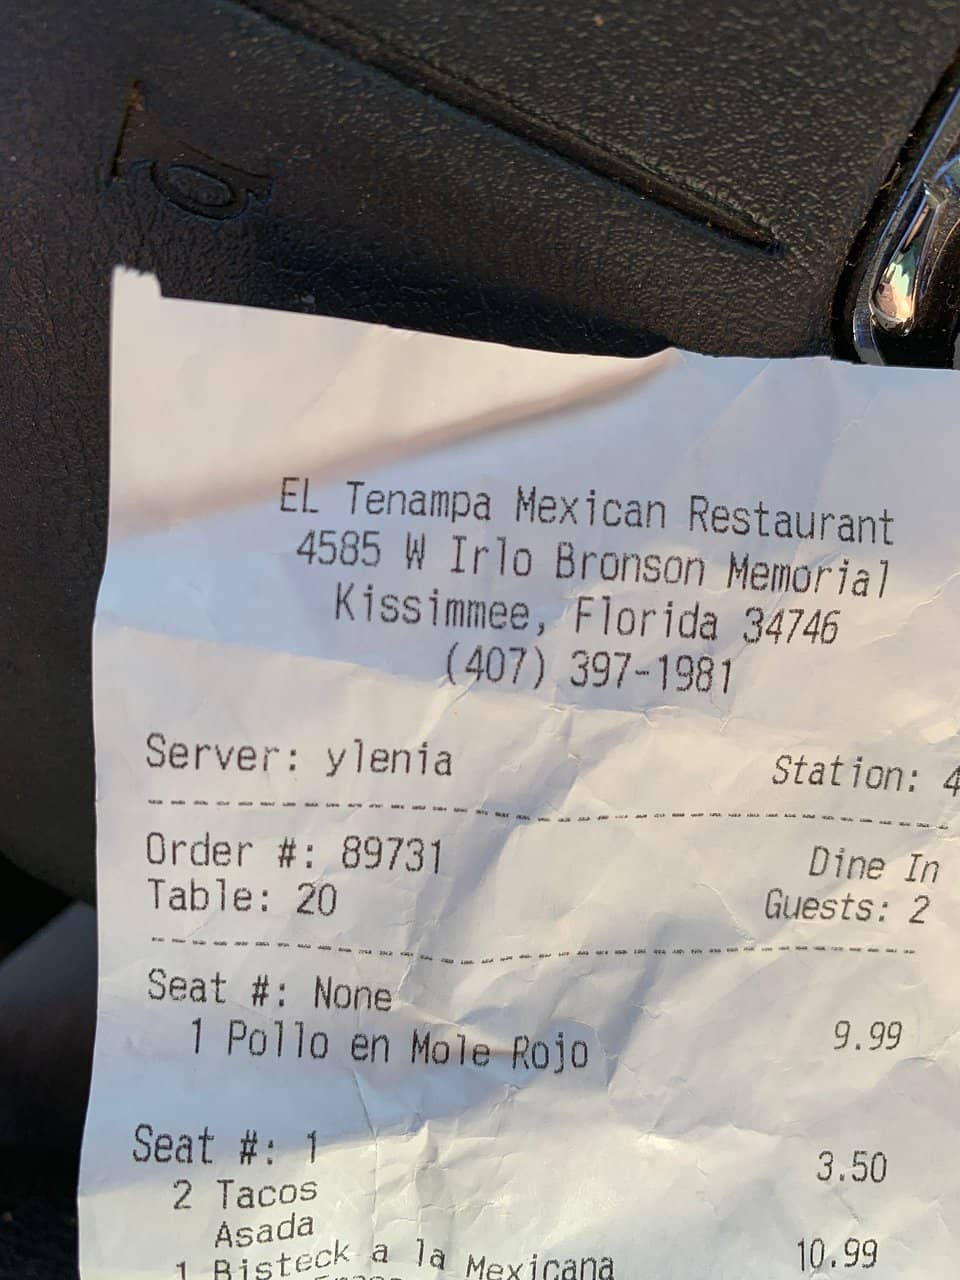 EL Tenampa Mexican Restaurant
4585 W Irlo Bronson Memorial
Kissimmee, Florida 34746
(407) 397-1981
Server: ylenia Station: 4
Order #: 89731 Dine In
Table: 20 Guests: 2
Seat #: None
1 Pollo en Mole Rojo 9.99
Seat #: 1
2 Tacos 3.50
Asada
1 Bisteck a la Mexicana 10.99